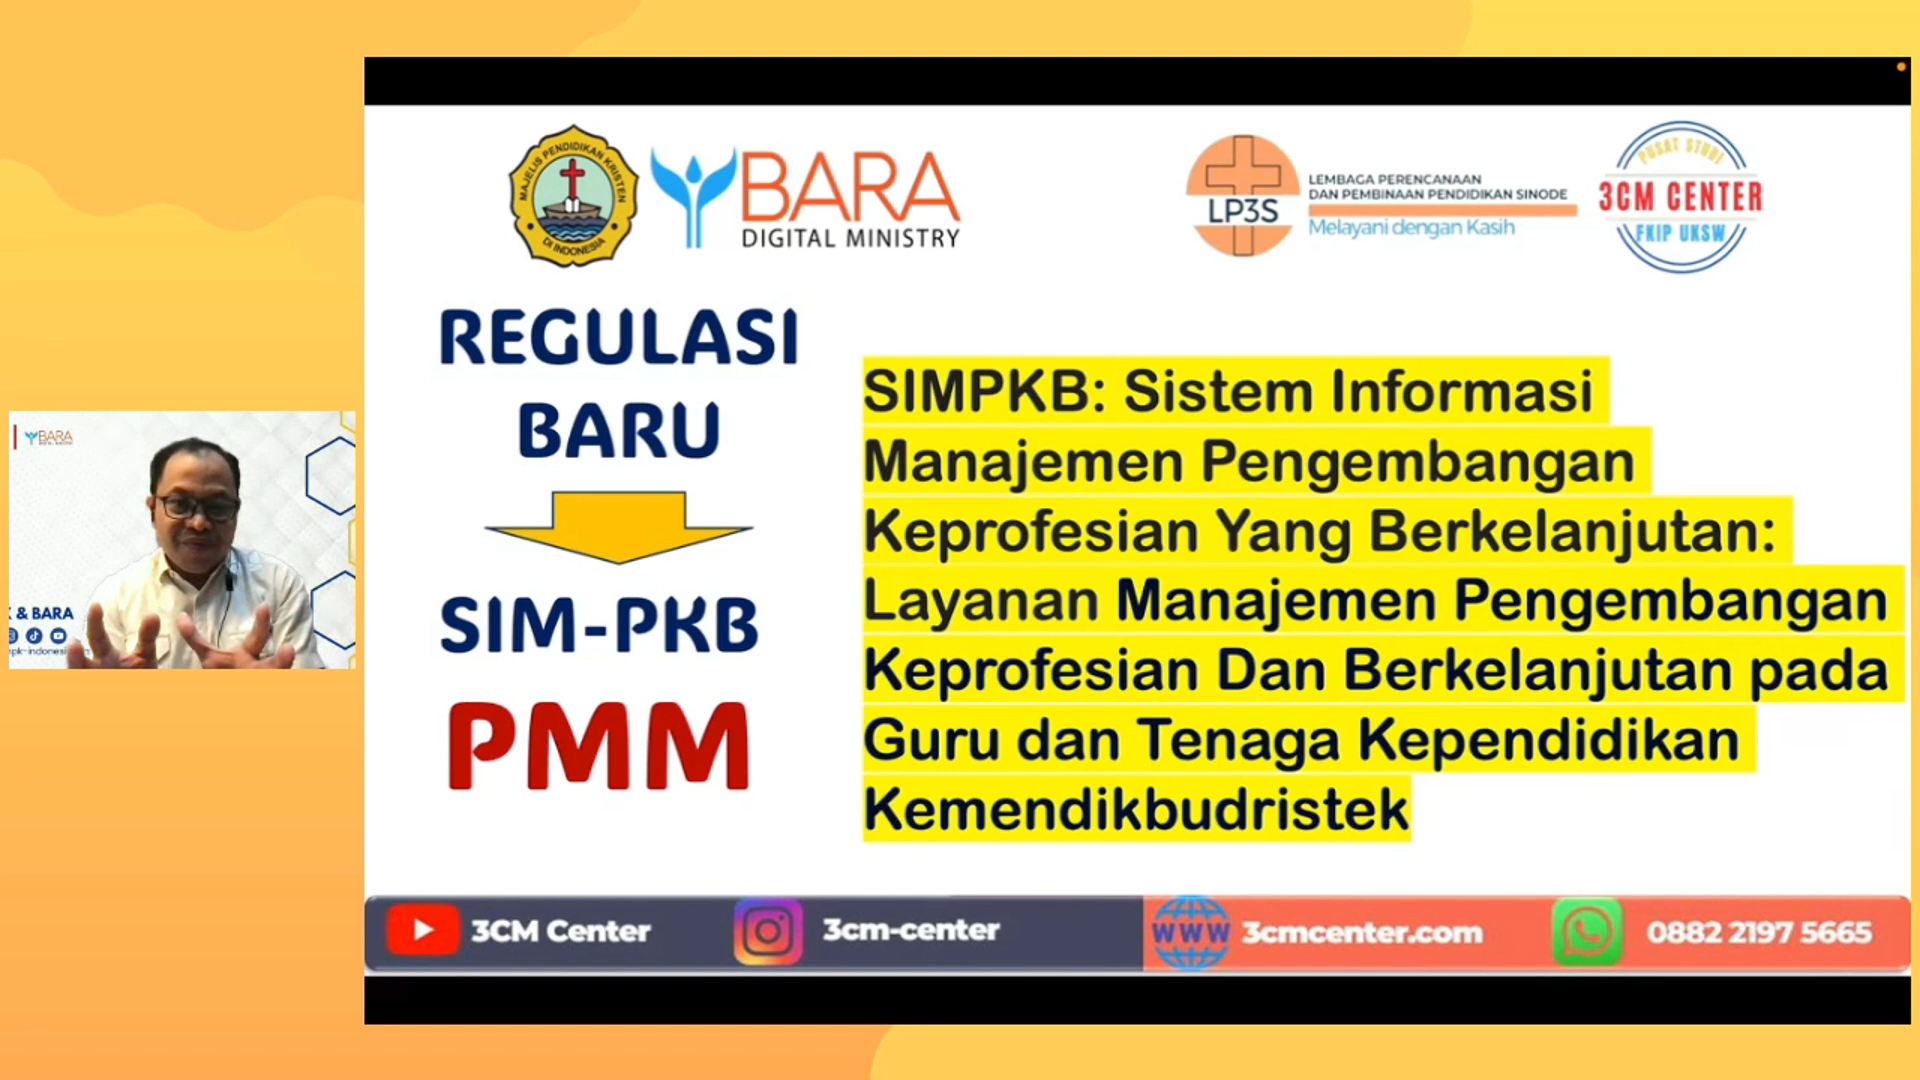 MAJELIS PENDIDIKAN KRISTEN
DI INDONESIA
BARA
DIGITAL MINISTRY
LP3S
LEMBAGA PERENCANAAN
DAN PEMBINAAN PENDIDIKAN SINODE
Melayani dengan Kasih
PUSAT STUDI
3CM CENTER
FKIP UKSW
REGULASI
BARU
SIM-PKB
PMM
SIMPKB: Sistem Informasi
Manajemen Pengembangan
Keprofesian Yang Berkelanjutan:
Layanan Manajemen Pengembangan
Keprofesian Dan Berkelanjutan pada
Guru dan Tenaga Kependidikan
Kemendikbudristek
BARA
& BARA
3CM Center
3cm-center
WWW
3cmcenter.com
0882 2197 5665